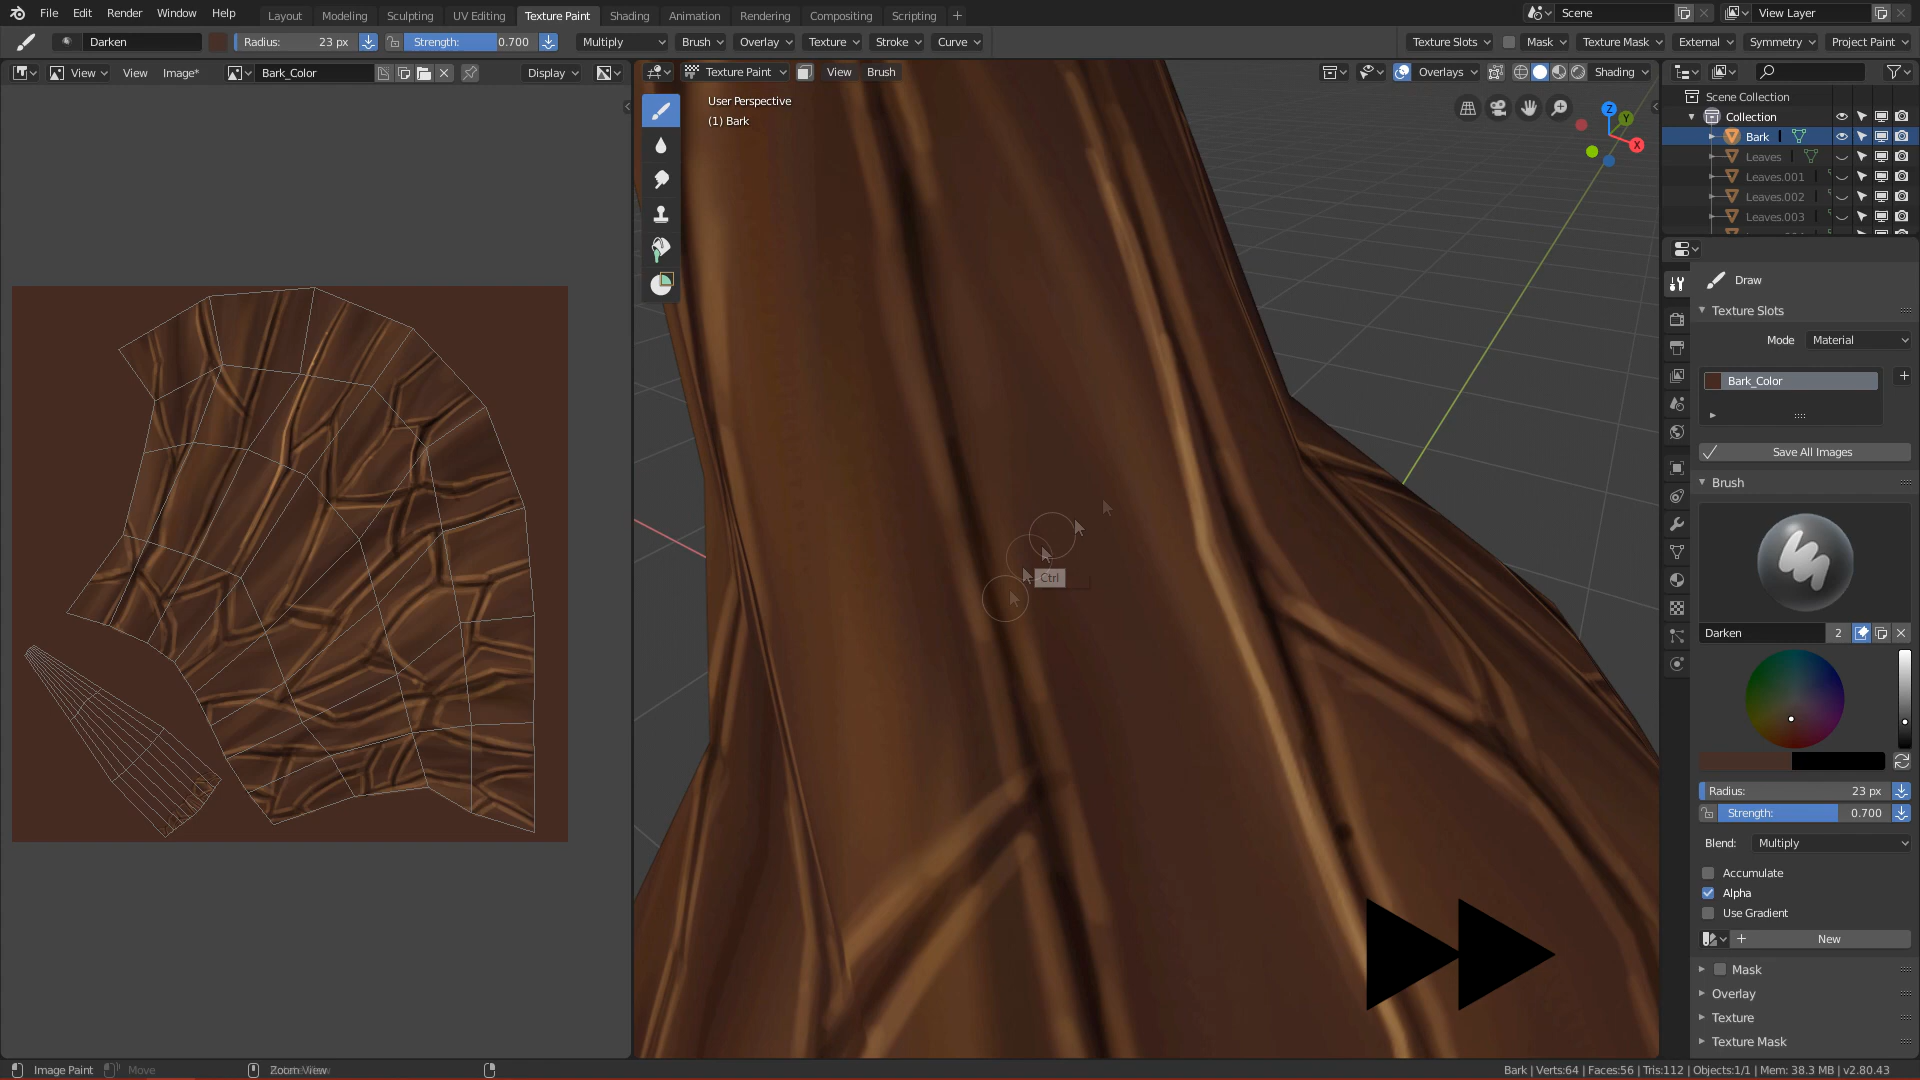 File Edit Render Window Help Layout Modeling Sculpting UV Editing Texture Paint Shading Animation Rendering Compositing Scripting + Scene View Layer
Darken Radius: 23 px Strength: 0.700 Multiply Brush Overlay Texture Stroke Curve Texture Slots Mask Texture Mask External Symmetry Project Paint
View View Image* Bark_Color Display Texture Paint View Brush Overlays Shading
User Perspective
(1) Bark
Z
Y
X
Ctrl
Scene Collection
Collection
Bark
Leaves
Leaves.001
Leaves.002
Leaves.003
Draw
Texture Slots
Mode Material
Bark_Color
Save All Images
Brush
Darken 2
Radius: 23 px
Strength: 0.700
Blend: Multiply
Accumulate
Alpha
Use Gradient
New
Mask
Overlay
Texture
Texture Mask
Image Paint Move Bark | Verts:64 | Faces:56 | Tris:112 | Objects:1/1 | Mem: 38.3 MB | v2.80.43